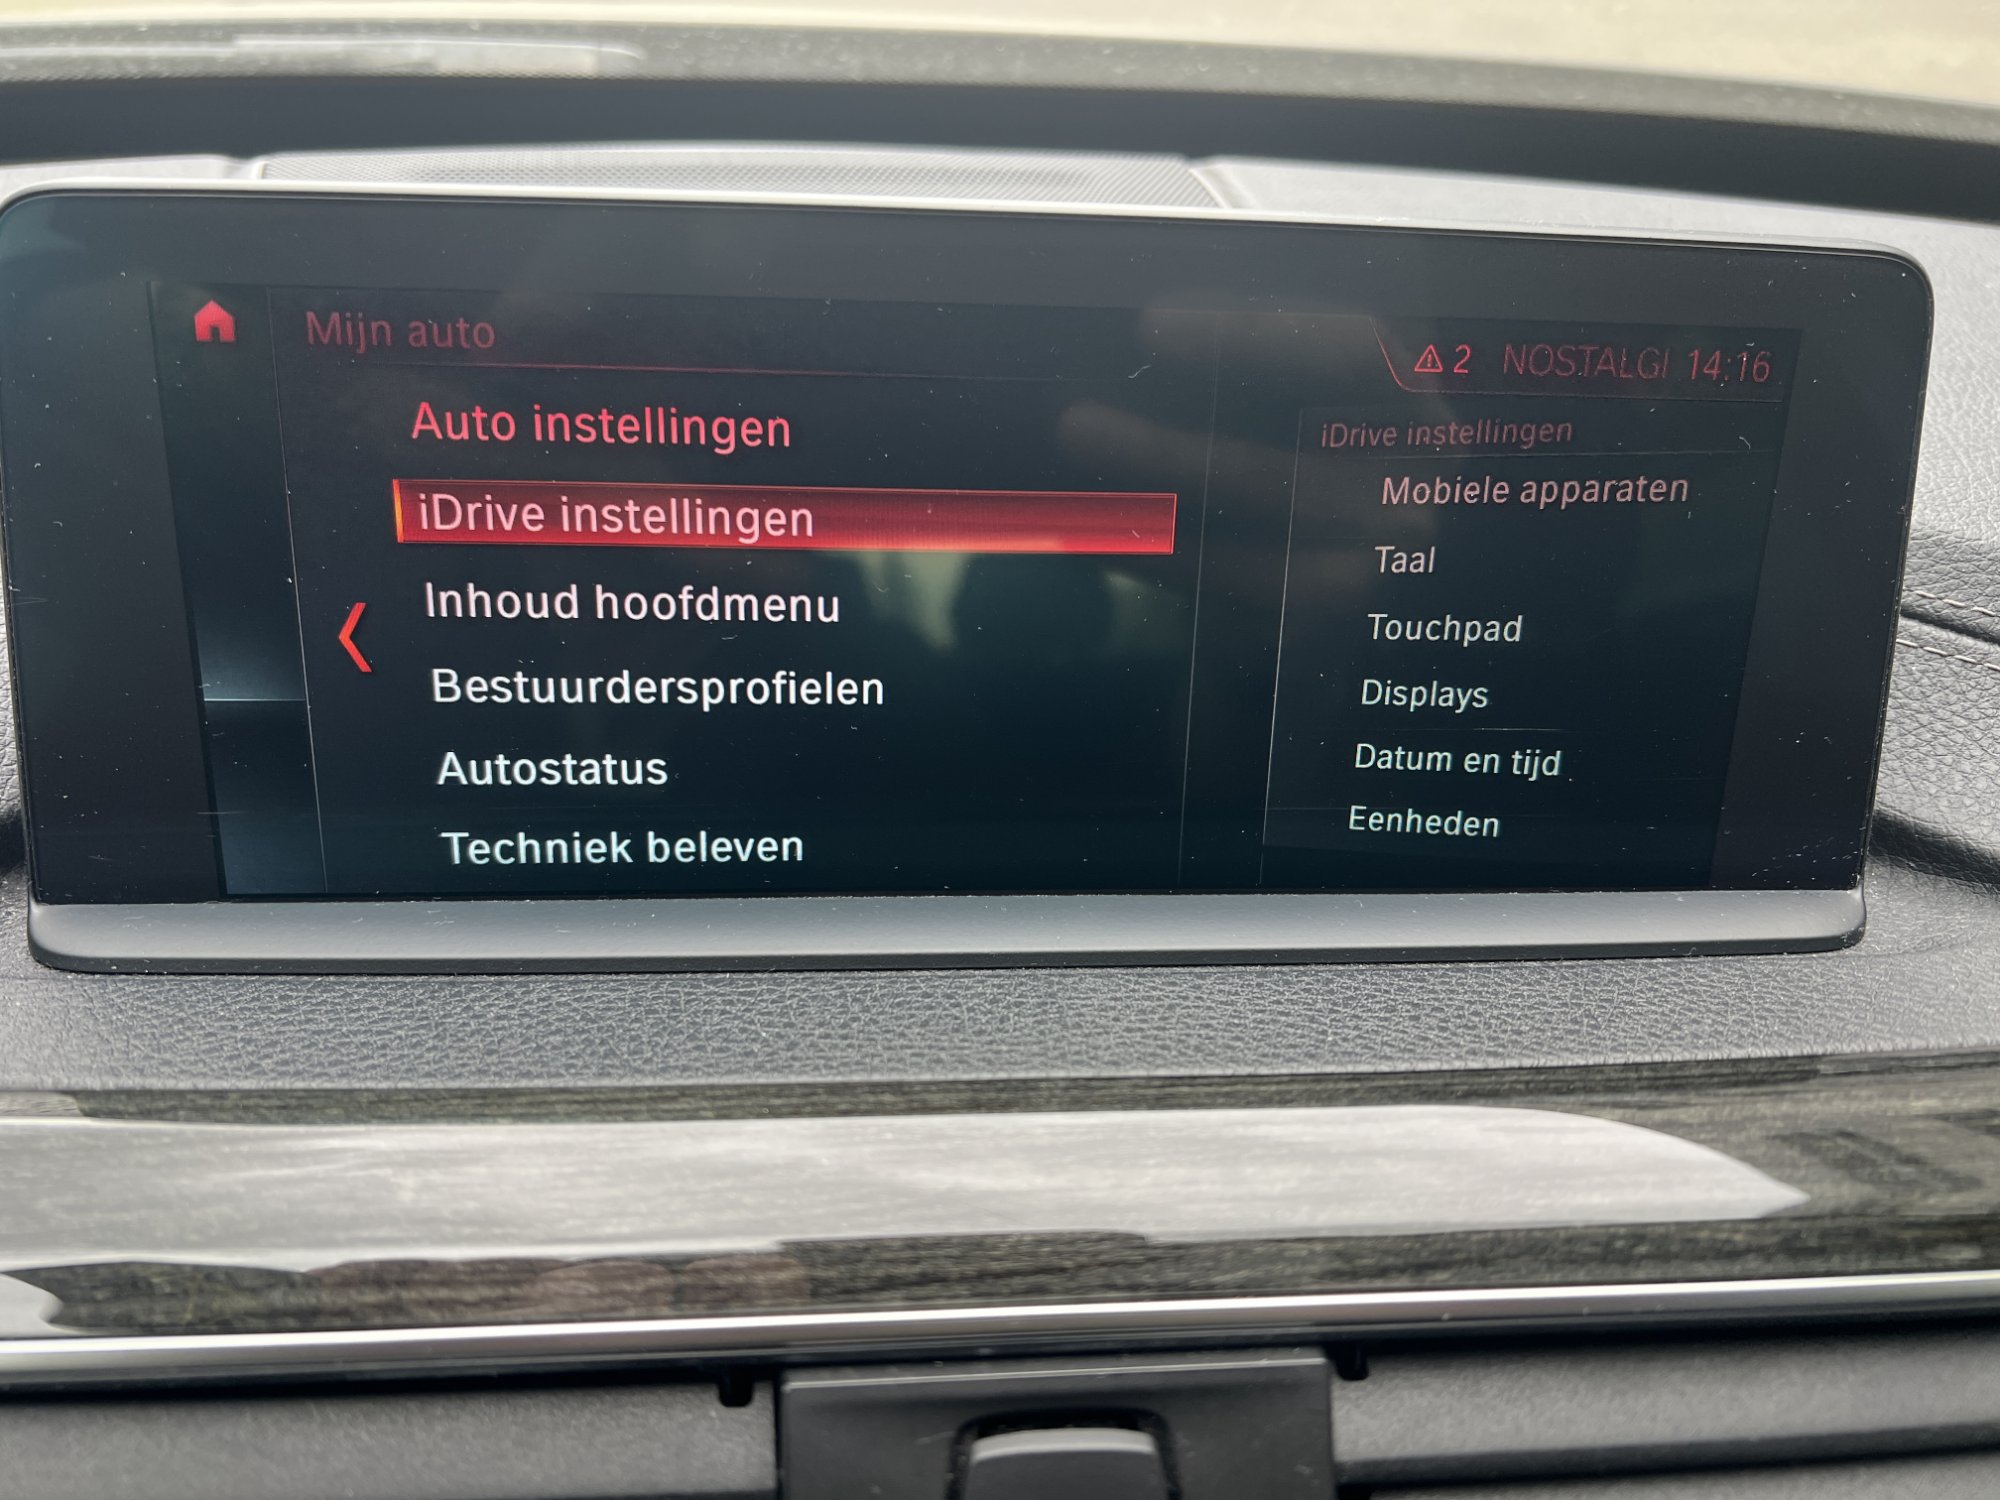 Mijn auto
2 NOSTALGI 14:16
Auto instellingen
iDrive instellingen
Inhoud hoofdmenu
Bestuurdersprofielen
Autostatus
Techniek beleven
iDrive instellingen
Mobiele apparaten
Taal
Touchpad
Displays
Datum en tijd
Eenheden